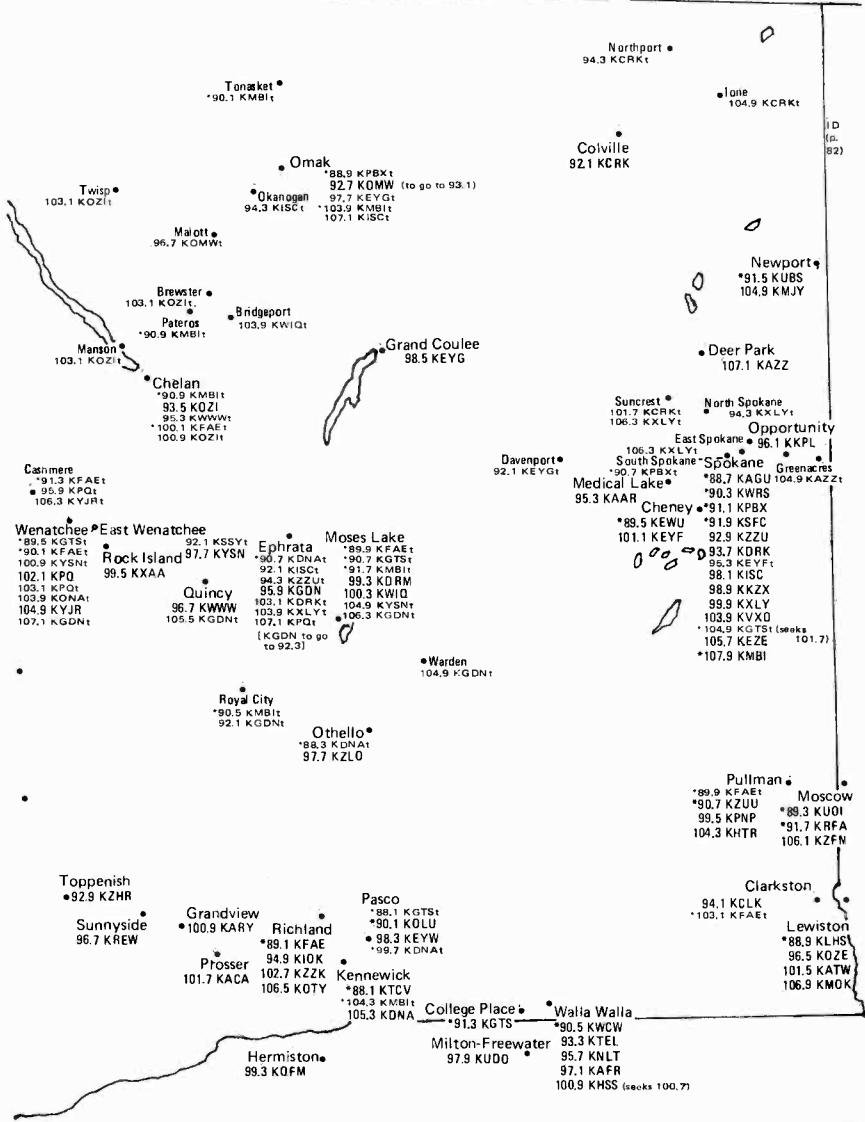 Northport
94.3 KCRKt
Tonasket
*90.1 KMBIt
Ione
104.9 KCRKt
ID
(p.
82)
Colville
92.1 KCRK
Omak
*88.9 KPBXt
92.7 KOMW (to go to 93.1)
97.7 KEYGt
*103.9 KMBIt
107.1 KISCt
Twisp
103.1 KOZIt
Okanogan
94.3 KISCt
Malott
96.7 KOMWt
Newport
*91.5 KUBS
104.9 KMJY
Brewster
103.1 KOZIt
Pateros
*90.9 KMBIt
Bridgeport
103.9 KWIQt
Manson
103.1 KOZIt
Grand Coulee
98.5 KEYG
Deer Park
107.1 KAZZ
Chelan
*90.9 KMBIt
93.5 KOZI
95.3 KWWWt
*100.1 KFAEt
100.9 KOZIt
Suncrest
101.7 KCRKt
106.3 KXLYt
North Spokane
94.3 KXLYt
Opportunity
96.1 KKPL
East Spokane
106.3 KXLYt
Greenacres
104.9 KAZZt
Davenport
92.1 KEYGt
South Spokane
*90.7 KPBXt
Spokane
*88.7 KAGU
*90.3 KWRS
*91.1 KPBX
*91.9 KSFC
92.9 KZZU
93.7 KDRK
95.3 KEYFt
98.1 KISC
98.9 KKZX
99.9 KXLY
103.9 KVXO
*104.9 KGTSt (seeks
101.7)
105.7 KEZE
*107.9 KMBI
Medical Lake
95.3 KAAR
Cheney
*89.5 KEWU
101.1 KEYF
Cashmere
*91.3 KFAEt
95.9 KPQt
106.3 KYJRt
Wenatchee
*89.5 KGTSt
*90.1 KFAEt
100.9 KYSNt
102.1 KPQ
103.1 KPQt
103.9 KONAt
104.9 KYJR
107.1 KGDNt
East Wenatchee
92.1 KSSYt
97.7 KYSN
Rock Island
99.5 KXAA
Quincy
96.7 KWWW
105.5 KGDNt
Ephrata
*90.7 KDNAt
92.1 KISCt
94.3 KZZUt
95.9 KGDN
103.1 KDRKt
103.9 KXLYt
107.1 KPQt
[KGDN to go
to 92.3]
Moses Lake
*89.9 KFAEt
*90.7 KGTSt
*91.7 KMBIt
99.3 KDRM
100.3 KWIQ
104.9 KYSNt
*106.3 KGDNt
Warden
104.9 KGDNt
Royal City
*90.5 KMBIt
92.1 KGDNt
Othello
*88.3 KDNAt
97.7 KZLO
Pullman
*89.9 KFAEt
*90.7 KZUU
99.5 KPNP
104.3 KHTR
Moscow
*89.3 KUOI
*91.7 KRFA
106.1 KZFN
Toppenish
92.9 KZHR
Sunnyside
96.7 KREW
Grandview
100.9 KARY
Prosser
101.7 KACA
Richland
*89.1 KFAE
94.9 KIOK
102.7 KZZK
106.5 KOTY
Pasco
*88.1 KGTSt
*90.1 KOLU
98.3 KEYW
*99.7 KDNAt
Kennewick
*88.1 KTCV
*104.3 KMBIt
105.3 KDNA
Clarkston
94.1 KCLK
*103.1 KFAEt
Lewiston
*88.9 KLHS
96.5 KOZE
101.5 KATW
106.9 KMOK
College Place
*91.3 KGTS
Walla Walla
*90.5 KWCW
93.3 KTEL
95.7 KNLT
97.1 KAFR
100.9 KHSS (seeks 100.7)
Milton-Freewater
97.9 KUDO
Hermiston
99.3 KQFM